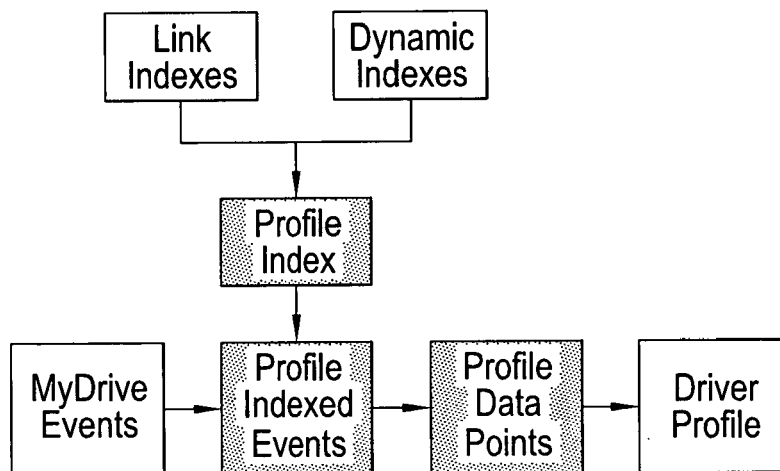 Link
Indexes
Dynamic
Indexes
Profile
Index
MyDrive
Events
Profile
Indexed
Events
Profile
Data
Points
Driver
Profile